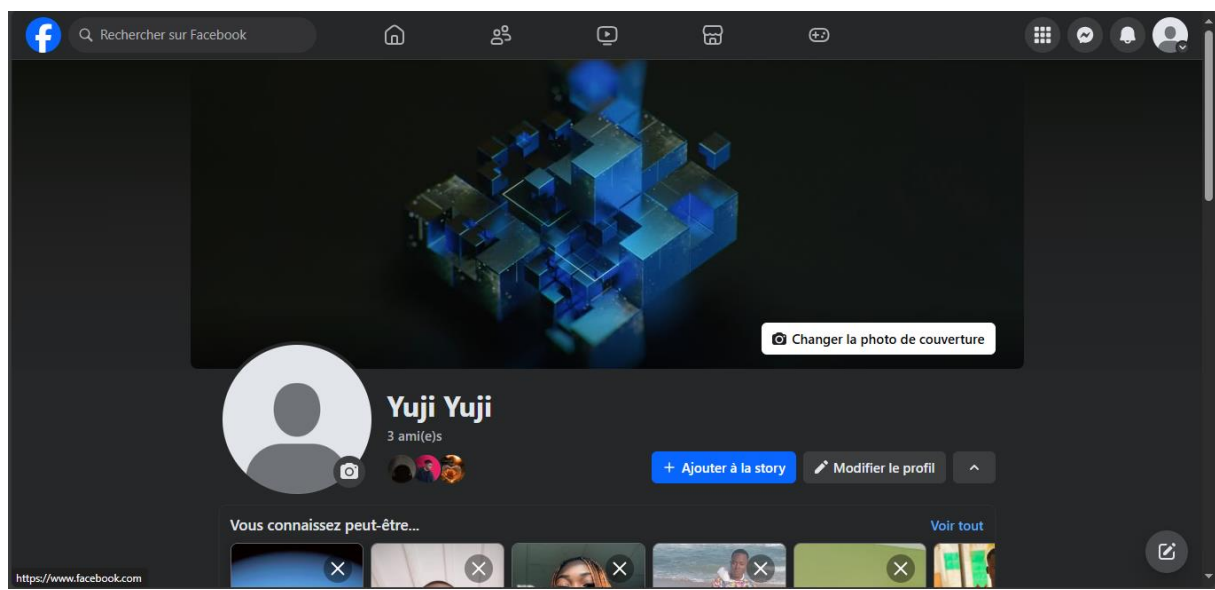 Rechercher sur Facebook
Changer la photo de couverture
Yuji Yuji
3 ami(e)s
+ Ajouter à la story
Modifier le profil
Vous connaissez peut-être...
Voir tout
https://www.facebook.com